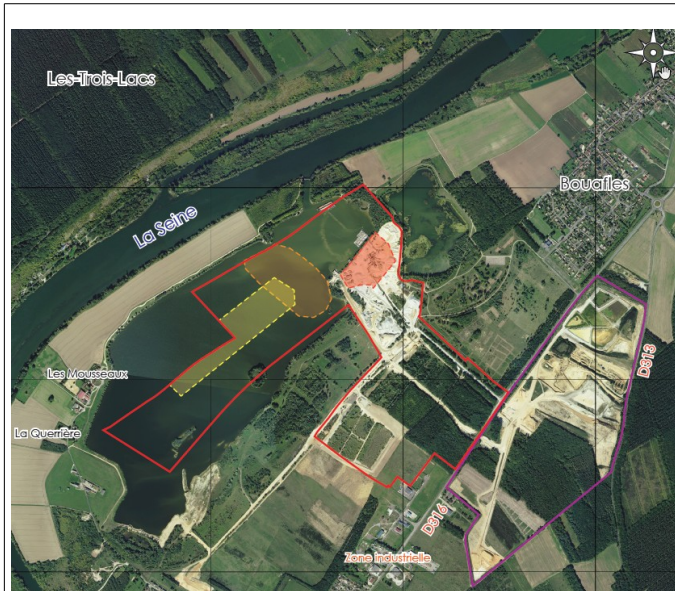 Les-Trois-Lacs
Bouafles
La Seine
D313
Les Mousseaux
La Querrière
D316
Zone industrielle